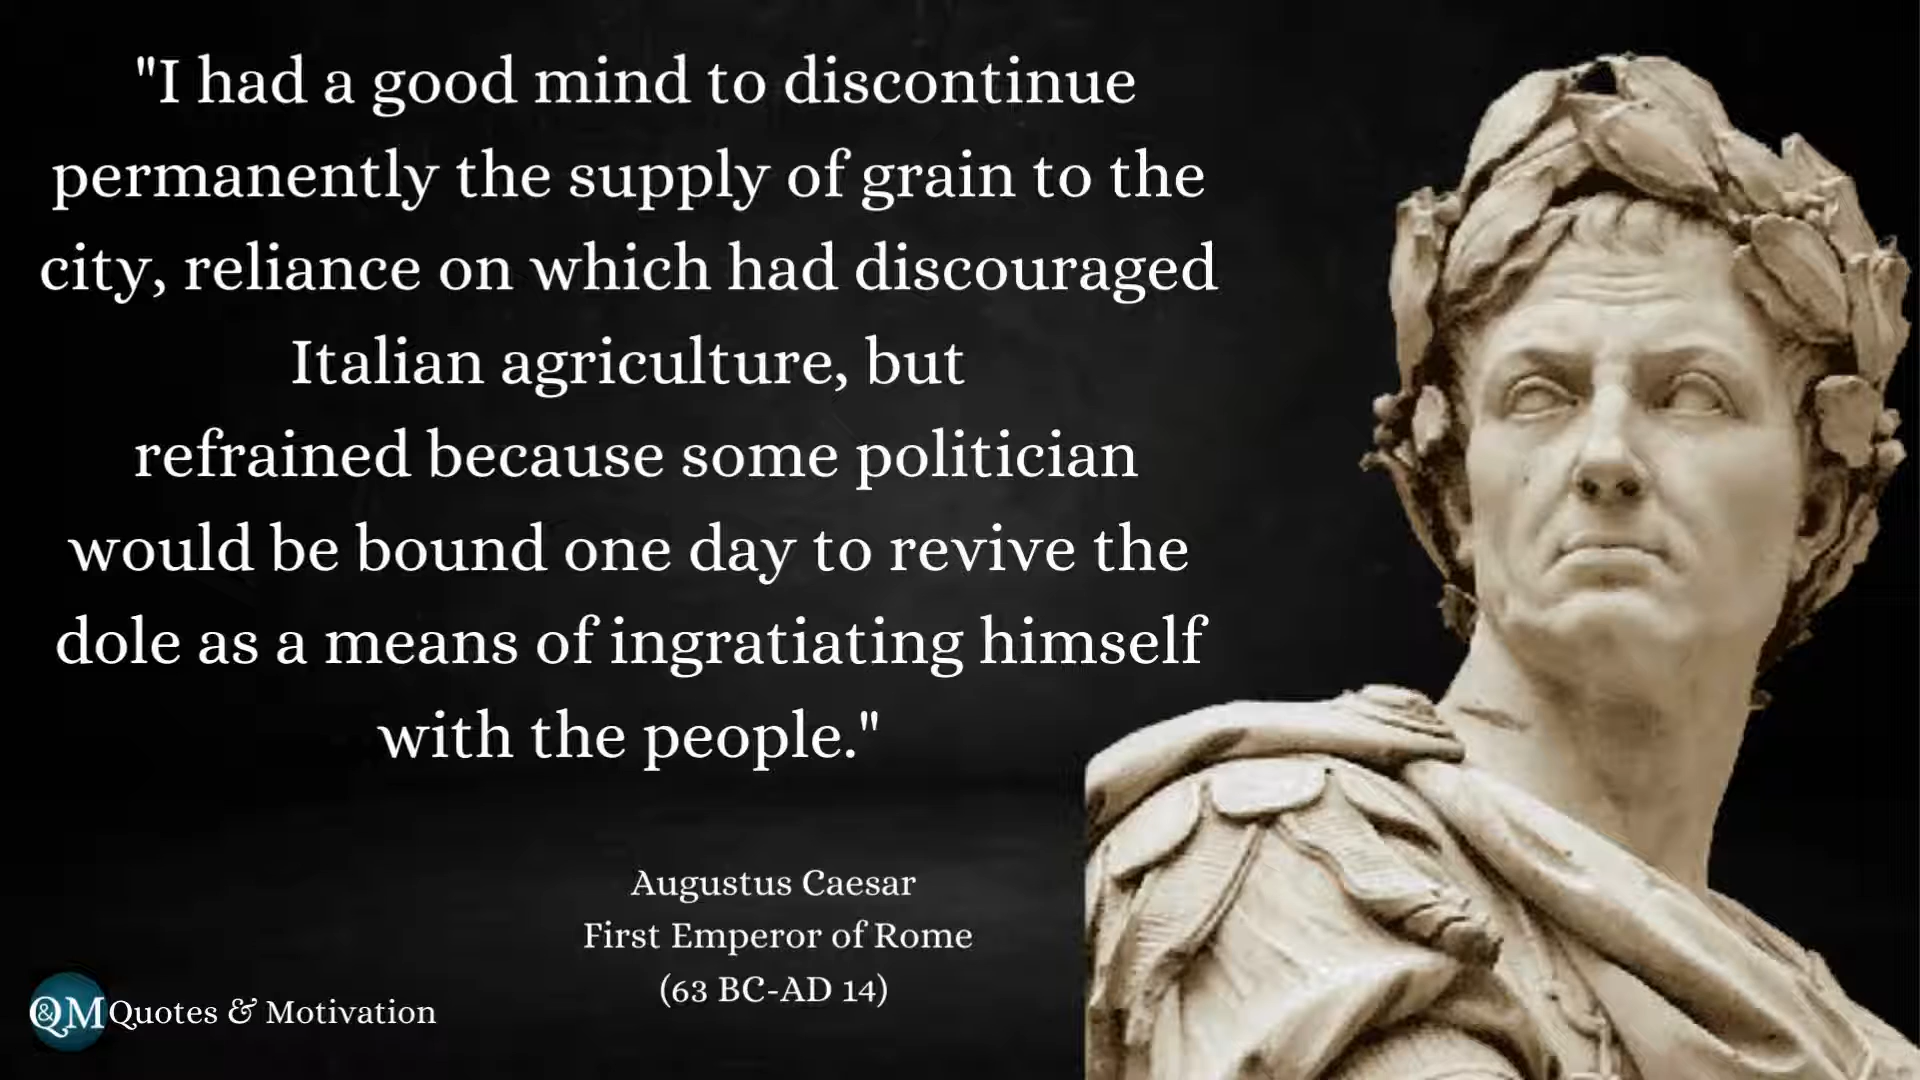 "I had a good mind to discontinue
permanently the supply of grain to the
city, reliance on which had discouraged
Italian agriculture, but
refrained because some politician
would be bound one day to revive the
dole as a means of ingratiating himself
with the people."
Augustus Caesar
First Emperor of Rome
(63 BC-AD 14)
Q&M Quotes & Motivation